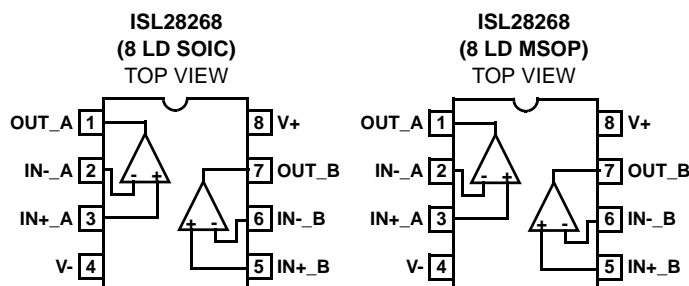 ISL28268
(8 LD SOIC)
TOP VIEW
OUT_A 1
8 V+
IN-_A 2
7 OUT_B
IN+_A 3
6 IN-_B
V- 4
5 IN+_B
- +
+ -
ISL28268
(8 LD MSOP)
TOP VIEW
OUT_A 1
8 V+
IN-_A 2
7 OUT_B
IN+_A 3
6 IN-_B
V- 4
5 IN+_B
- +
+ -